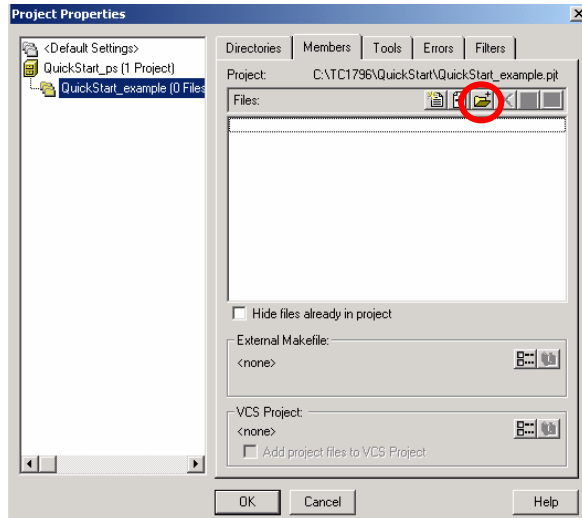 Project Properties
<Default Settings>
QuickStart_ps (1 Project)
QuickStart_example (0 Files
Directories
Members
Tools
Errors
Filters
Project:
C:\TC1796\QuickStart\QuickStart_example.pjt
Files:
Hide files already in project
External Makefile:
<none>
VCS Project:
<none>
Add project files to VCS Project
OK
Cancel
Help